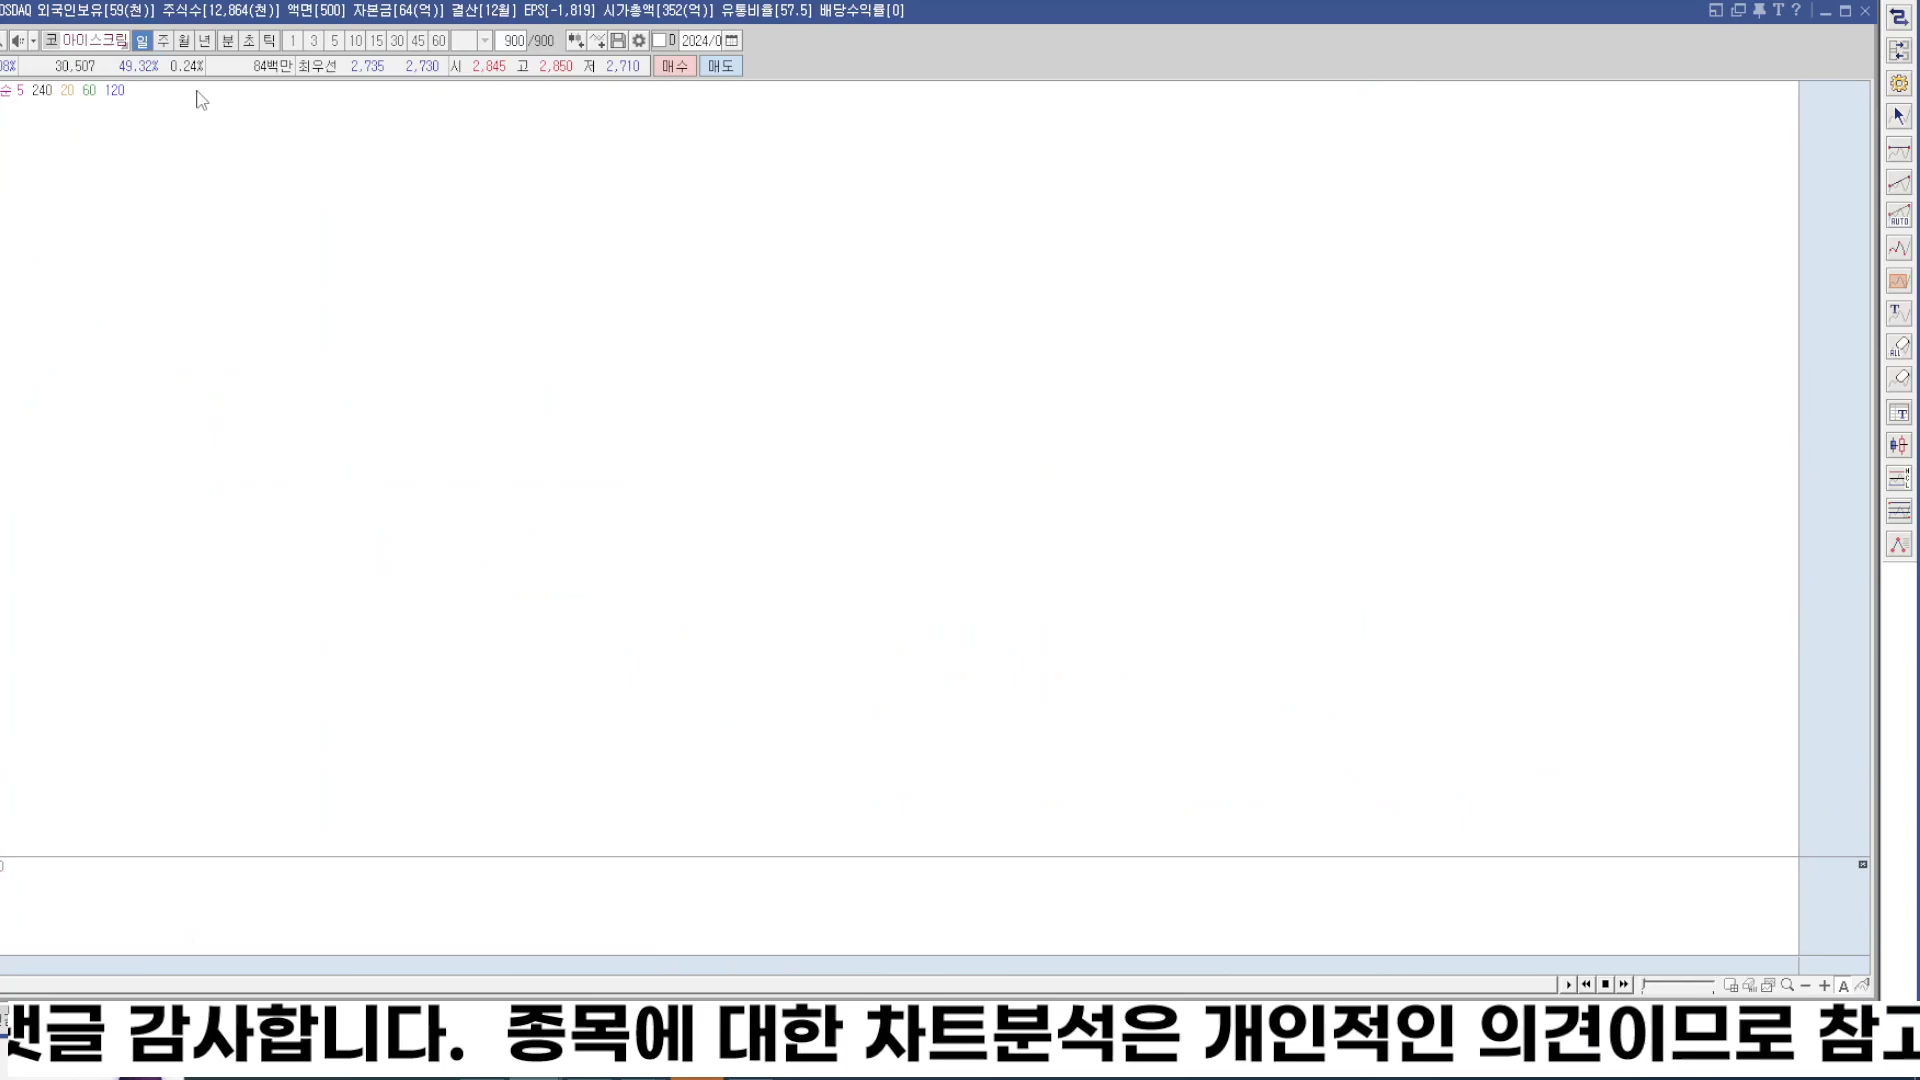 OSDAQ 외국인보유[59(천)] 주식수[12,864(천)] 액면[500] 자본금[64(억)] 결산[12월] EPS[-1,819] 시가총액[352(억)] 유통비율[57.5] 배당수익률[0]
코 아이스크림 일 주 월 년 분 초 틱 1 3 5 10 15 30 45 60 900 /900 D 2024/0
08% 30,507 49.32% 0.24% 84백만 최우선 2,735 2,730 시 2,845 고 2,850 저 2,710 매수 매도
순 5 240 20 60 120
AUTO
T
ALL
T
A
댓글 감사합니다. 종목에 대한 차트분석은 개인적인 의견이므로 참고